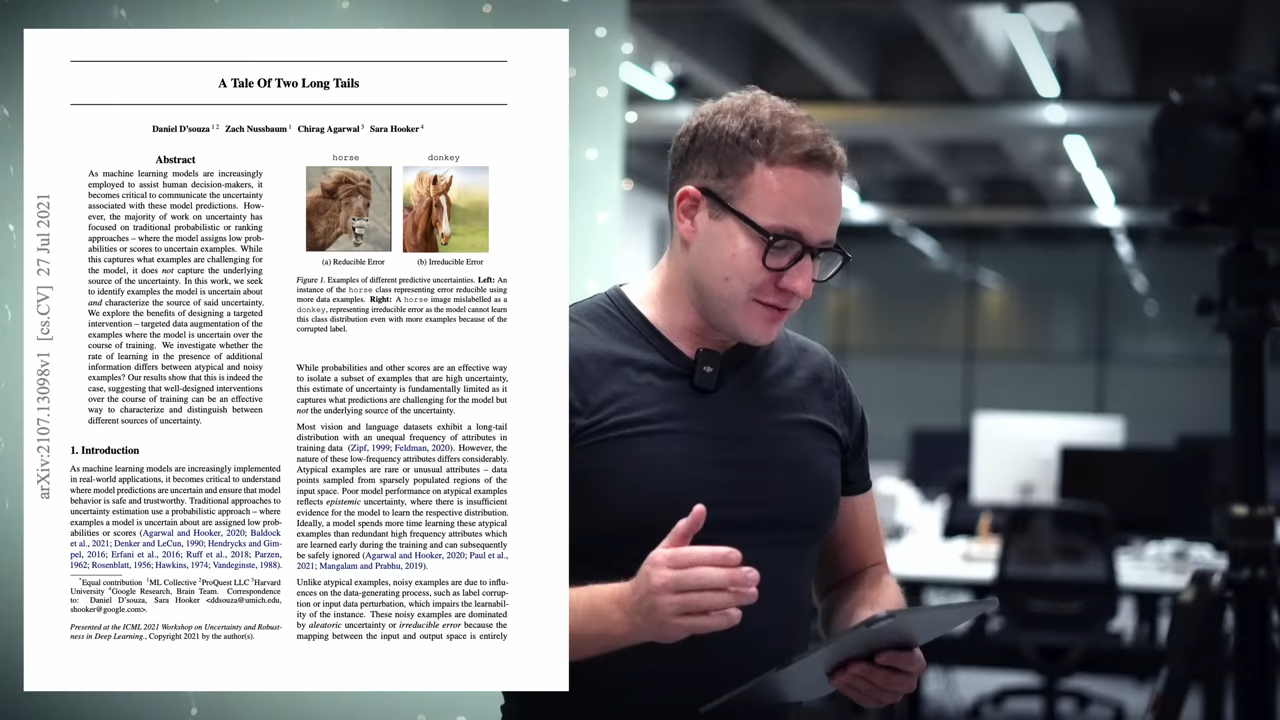 A Tale Of Two Long Tails
Daniel D'souza 1 2 Zach Nussbaum 1 Chirag Agarwal 3 Sara Hooker 4
Abstract
As machine learning models are increasingly
employed to assist human decision-makers, it
becomes critical to communicate the uncertainty
associated with these model predictions. How-
ever, the majority of work on uncertainty has
focused on traditional probabilistic or ranking
approaches – where the model assigns low prob-
abilities or scores to uncertain examples. While
this captures what examples are challenging for
the model, it does not capture the underlying
source of the uncertainty. In this work, we seek
to identify examples the model is uncertain about
and characterize the source of said uncertainty.
We explore the benefits of designing a targeted
intervention – targeted data augmentation of the
examples where the model is uncertain over the
course of training. We investigate whether the
rate of learning in the presence of additional
information differs between atypical and noisy
examples? Our results show that this is indeed the
case, suggesting that well-designed interventions
over the course of training can be an effective
way to characterize and distinguish between
different sources of uncertainty.
1. Introduction
As machine learning models are increasingly implemented
in real-world applications, it becomes critical to understand
where model predictions are uncertain and ensure that model
behavior is safe and trustworthy. Traditional approaches to
uncertainty estimation use a probabilistic approach – where
examples a model is uncertain about are assigned low prob-
abilities or scores (Agarwal and Hooker, 2020; Baldock
et al., 2021; Denker and LeCun, 1990; Hendrycks and Gim-
pel, 2016; Erfani et al., 2016; Ruff et al., 2018; Parzen,
1962; Rosenblatt, 1956; Hawkins, 1974; Vandeginste, 1988).
*Equal contribution 1ML Collective 2ProQuest LLC 3Harvard
University 4Google Research, Brain Team. Correspondence
to: Daniel D'souza, Sara Hooker <ddsouza@umich.edu,
shooker@google.com>.
Presented at the ICML 2021 Workshop on Uncertainty and Robust-
ness in Deep Learning., Copyright 2021 by the author(s).
horse donkey
(a) Reducible Error (b) Irreducible Error
Figure 1. Examples of different predictive uncertainties. Left: An
instance of the horse class representing error reducible using
more data examples. Right: A horse image mislabelled as a
donkey, representing irreducible error as the model cannot learn
this class distribution even with more examples because of the
corrupted label.
While probabilities and other scores are an effective way
to isolate a subset of examples that are high uncertainty,
this estimate of uncertainty is fundamentally limited as it
captures what predictions are challenging for the model but
not the underlying source of the uncertainty.
Most vision and language datasets exhibit a long-tail
distribution with an unequal frequency of attributes in
training data (Zipf, 1999; Feldman, 2020). However, the
nature of these low-frequency attributes differs considerably.
Atypical examples are rare or unusual attributes – data
points sampled from sparsely populated regions of the
input space. Poor model performance on atypical examples
reflects epistemic uncertainty, where there is insufficient
evidence for the model to learn the respective distribution.
Ideally, a model spends more time learning these atypical
examples than redundant high frequency attributes which
are learned early during the training and can subsequently
be safely ignored (Agarwal and Hooker, 2020; Paul et al.,
2021; Mangalam and Prabhu, 2019).
Unlike atypical examples, noisy examples are due to influ-
ences on the data-generating process, such as label corrup-
tion or input data perturbation, which impairs the learnabil-
ity of the instance. These noisy examples are dominated
by aleatoric uncertainty or irreducible error because the
mapping between the input and output space is entirely
arXiv:2107.13098v1 [cs.CV] 27 Jul 2021
dji